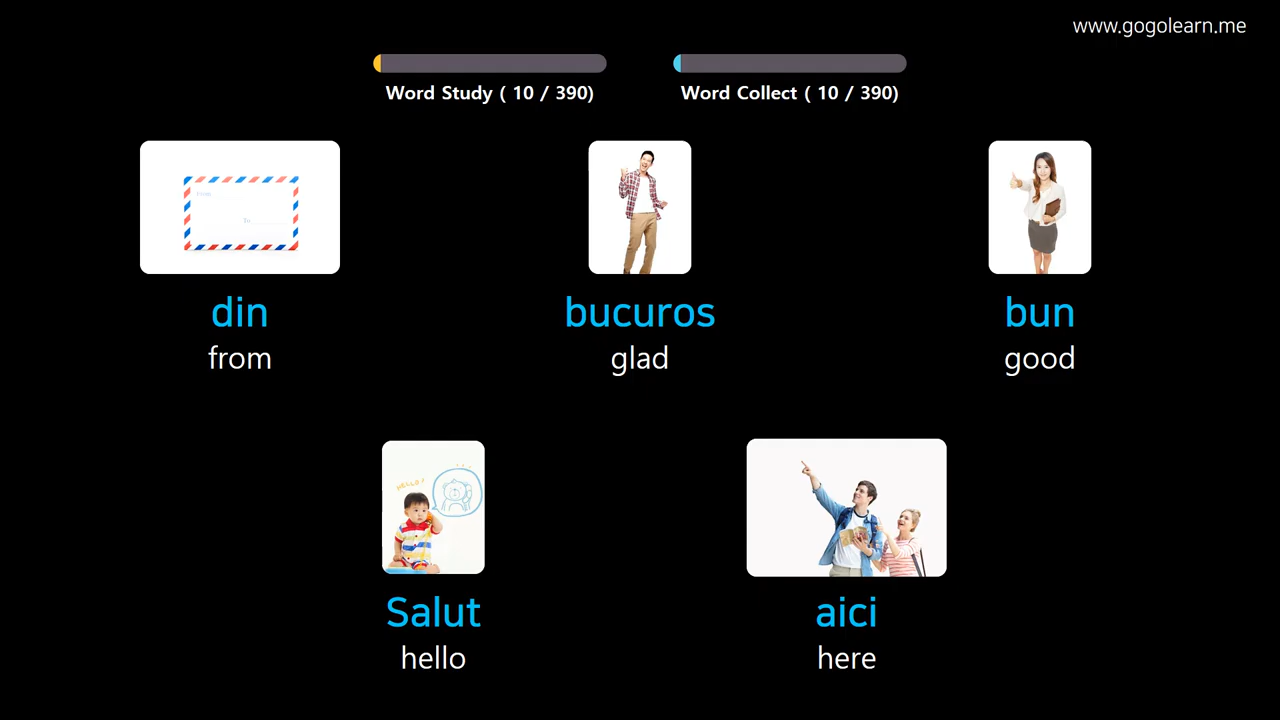 www.gogolearn.me
Word Study ( 10 / 390)
Word Collect ( 10 / 390)
din
from
bucuros
glad
bun
good
HELLO!
Salut
hello
aici
here